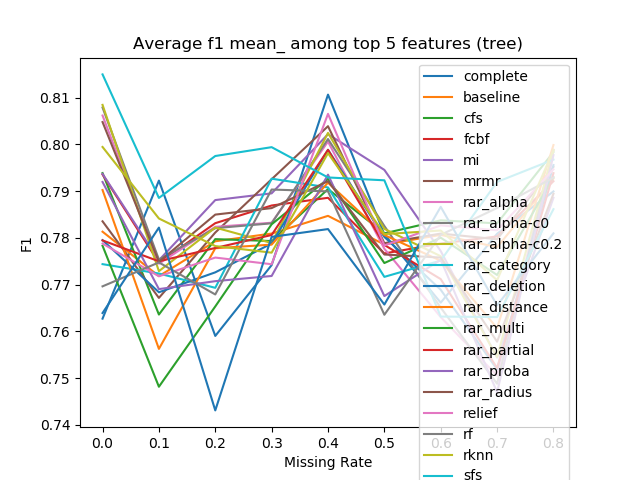 Average f1 mean_ among top 5 features (tree)
F1
0.81
0.80
0.79
0.78
0.77
0.76
0.75
0.74
0.0 0.1 0.2 0.3 0.4 0.5 0.6 0.7 0.8
Missing Rate
complete
baseline
cfs
fcbf
mi
mrmr
rar_alpha
rar_alpha-c0
rar_alpha-c0.2
rar_category
rar_deletion
rar_distance
rar_multi
rar_partial
rar_proba
rar_radius
relief
rf
rknn
sfs